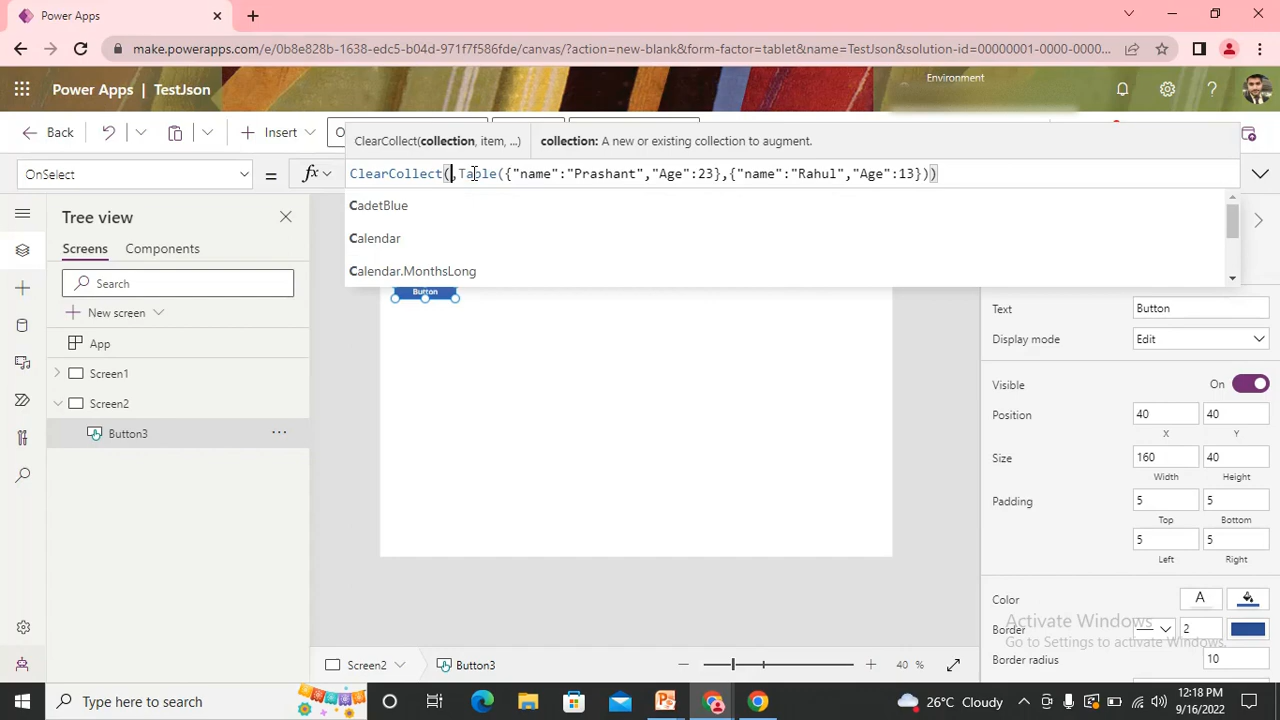 Power Apps
make.powerapps.com/e/0b8e828b-1638-edc5-b04d-971f7f586fde/canvas/?action=new-blank&form-factor=tablet&name=TestJson&solution-id=00000001-0000-0000...
Power Apps | TestJson
Environment
Back
Insert
ClearCollect(collection, item, ...)
collection: A new or existing collection to augment.
OnSelect
=
fx
ClearCollect(,Table({"name":"Prashant","Age":23},{"name":"Rahul","Age":13}))
CadetBlue
Calendar
Calendar.MonthsLong
Tree view
Screens
Components
Search
New screen
App
Screen1
Screen2
Button3
Button
Text
Button
Display mode
Edit
Visible
On
Position
40
40
X
Y
Size
160
40
Width
Height
Padding
5
5
Top
Bottom
5
5
Left
Right
Color
A
Border
2
Border radius
10
Activate Windows
Go to Settings to activate Windows.
Screen2
Button3
40 %
Type here to search
26°C Cloudy
12:18 PM
9/16/2022